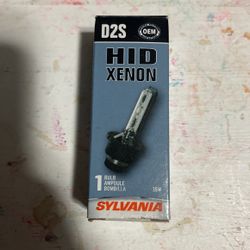 D2S
OEM
HID
XENON
1 BULB
AMPOULE
BOMBILLA
SYLVANIA